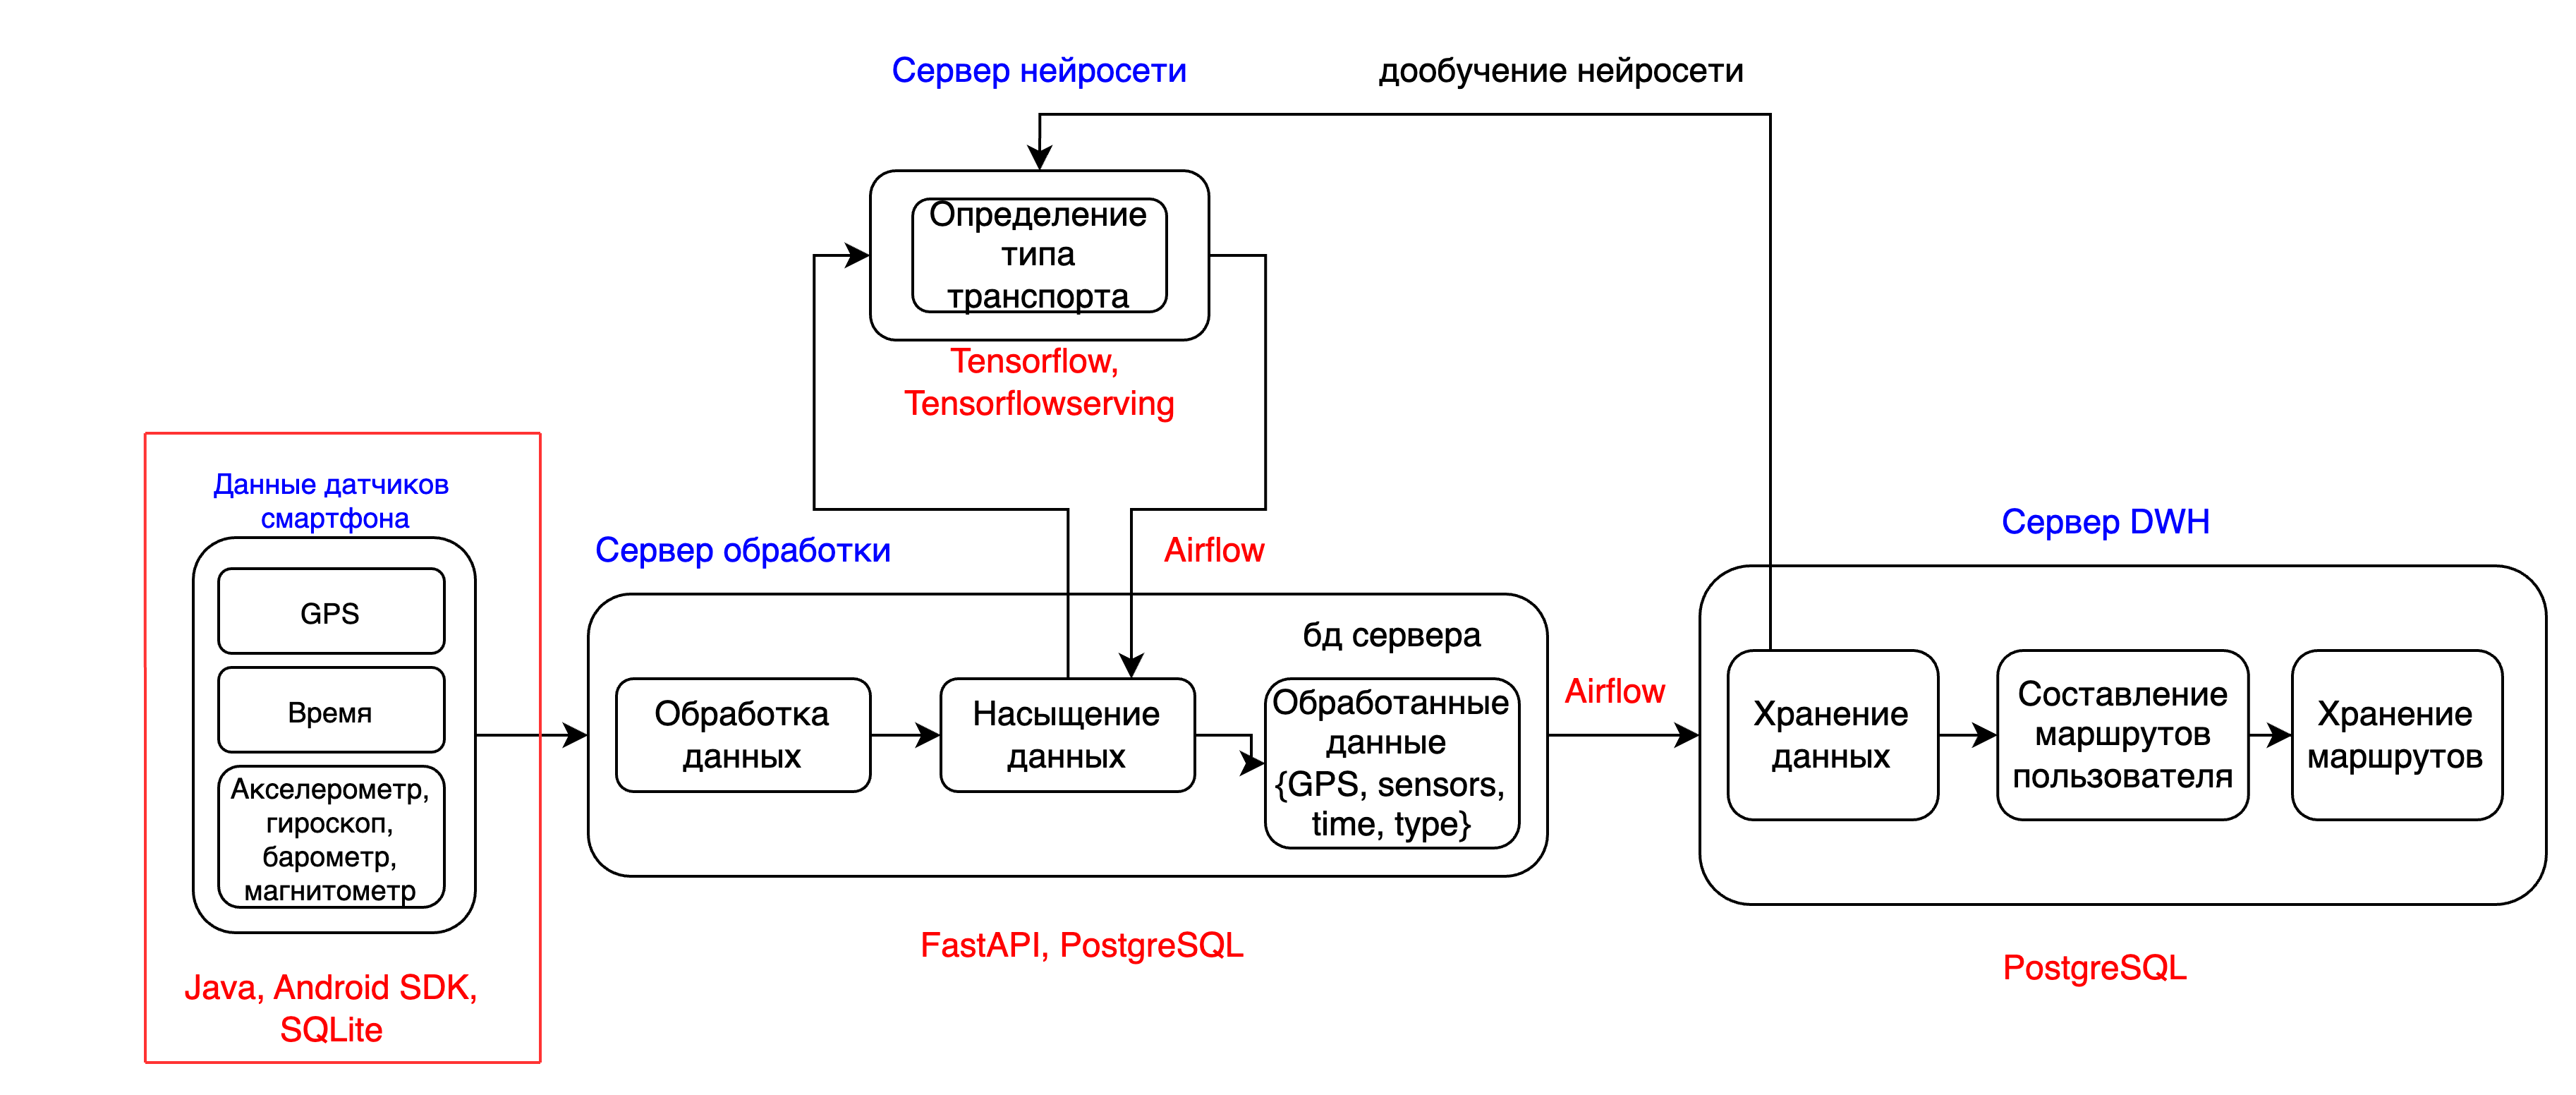 Сервер нейросети
дообучение нейросети
Определение
типа
транспорта
Tensorflow,
Tensorflowserving
Данные датчиков
смартфона
GPS
Время
Акселерометр,
гироскоп,
барометр,
магнитометр
Java, Android SDK,
SQLite
Сервер обработки
Airflow
бд сервера
Обработка
данных
Насыщение
данных
Обработанные
данные
{GPS, sensors,
time, type}
FastAPI, PostgreSQL
Airflow
Сервер DWH
Хранение
данных
Составление
маршрутов
пользователя
Хранение
маршрутов
PostgreSQL